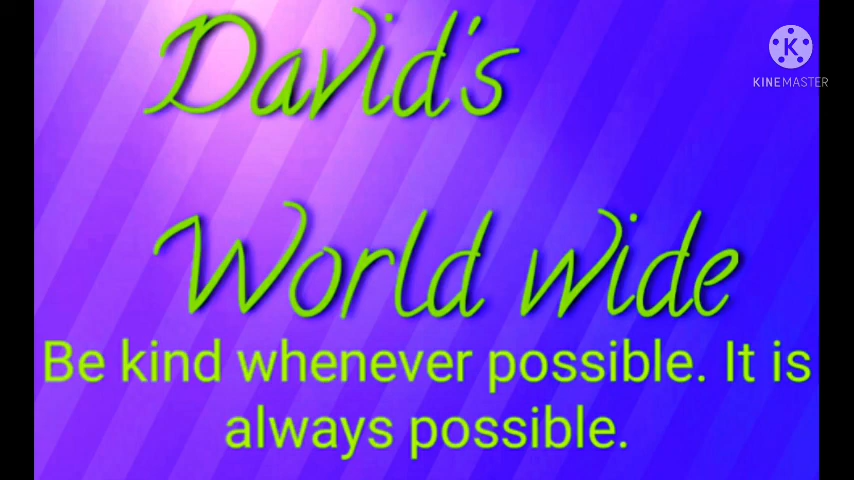 David's
KINEMASTER
World wide
Be kind whenever possible. It is
always possible.